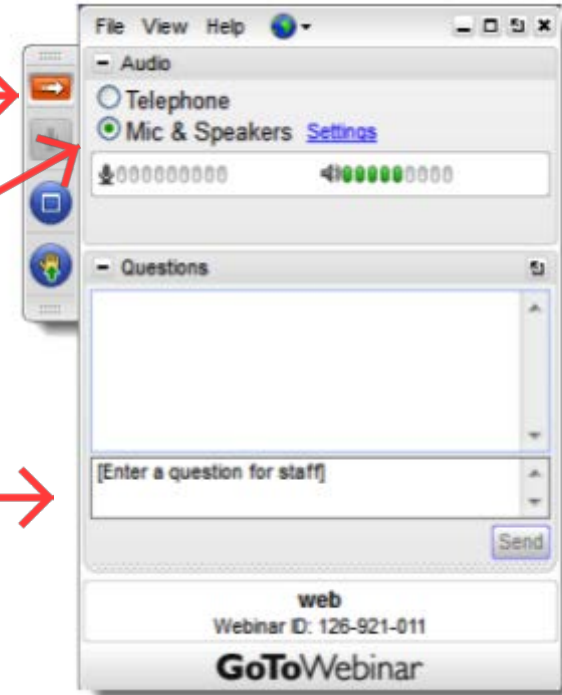 File View Help
- Audio
Telephone
Mic & Speakers Settings
- Questions
[Enter a question for staff]
Send
web
Webinar ID: 126-921-011
GoToWebinar